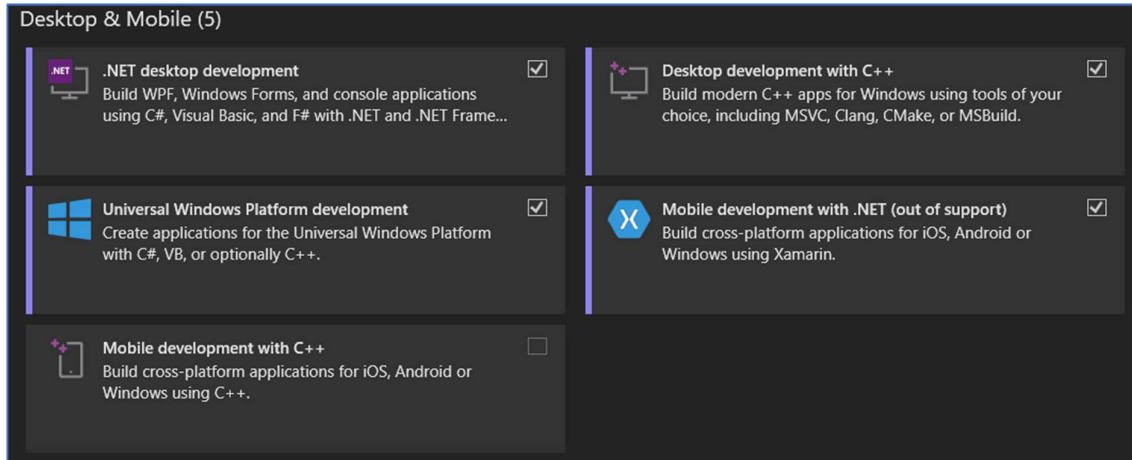 Desktop & Mobile (5)
.NET
.NET desktop development
Build WPF, Windows Forms, and console applications
using C#, Visual Basic, and F# with .NET and .NET Frame...
Desktop development with C++
Build modern C++ apps for Windows using tools of your
choice, including MSVC, Clang, CMake, or MSBuild.
Universal Windows Platform development
Create applications for the Universal Windows Platform
with C#, VB, or optionally C++.
Mobile development with .NET (out of support)
Build cross-platform applications for iOS, Android or
Windows using Xamarin.
Mobile development with C++
Build cross-platform applications for iOS, Android or
Windows using C++.